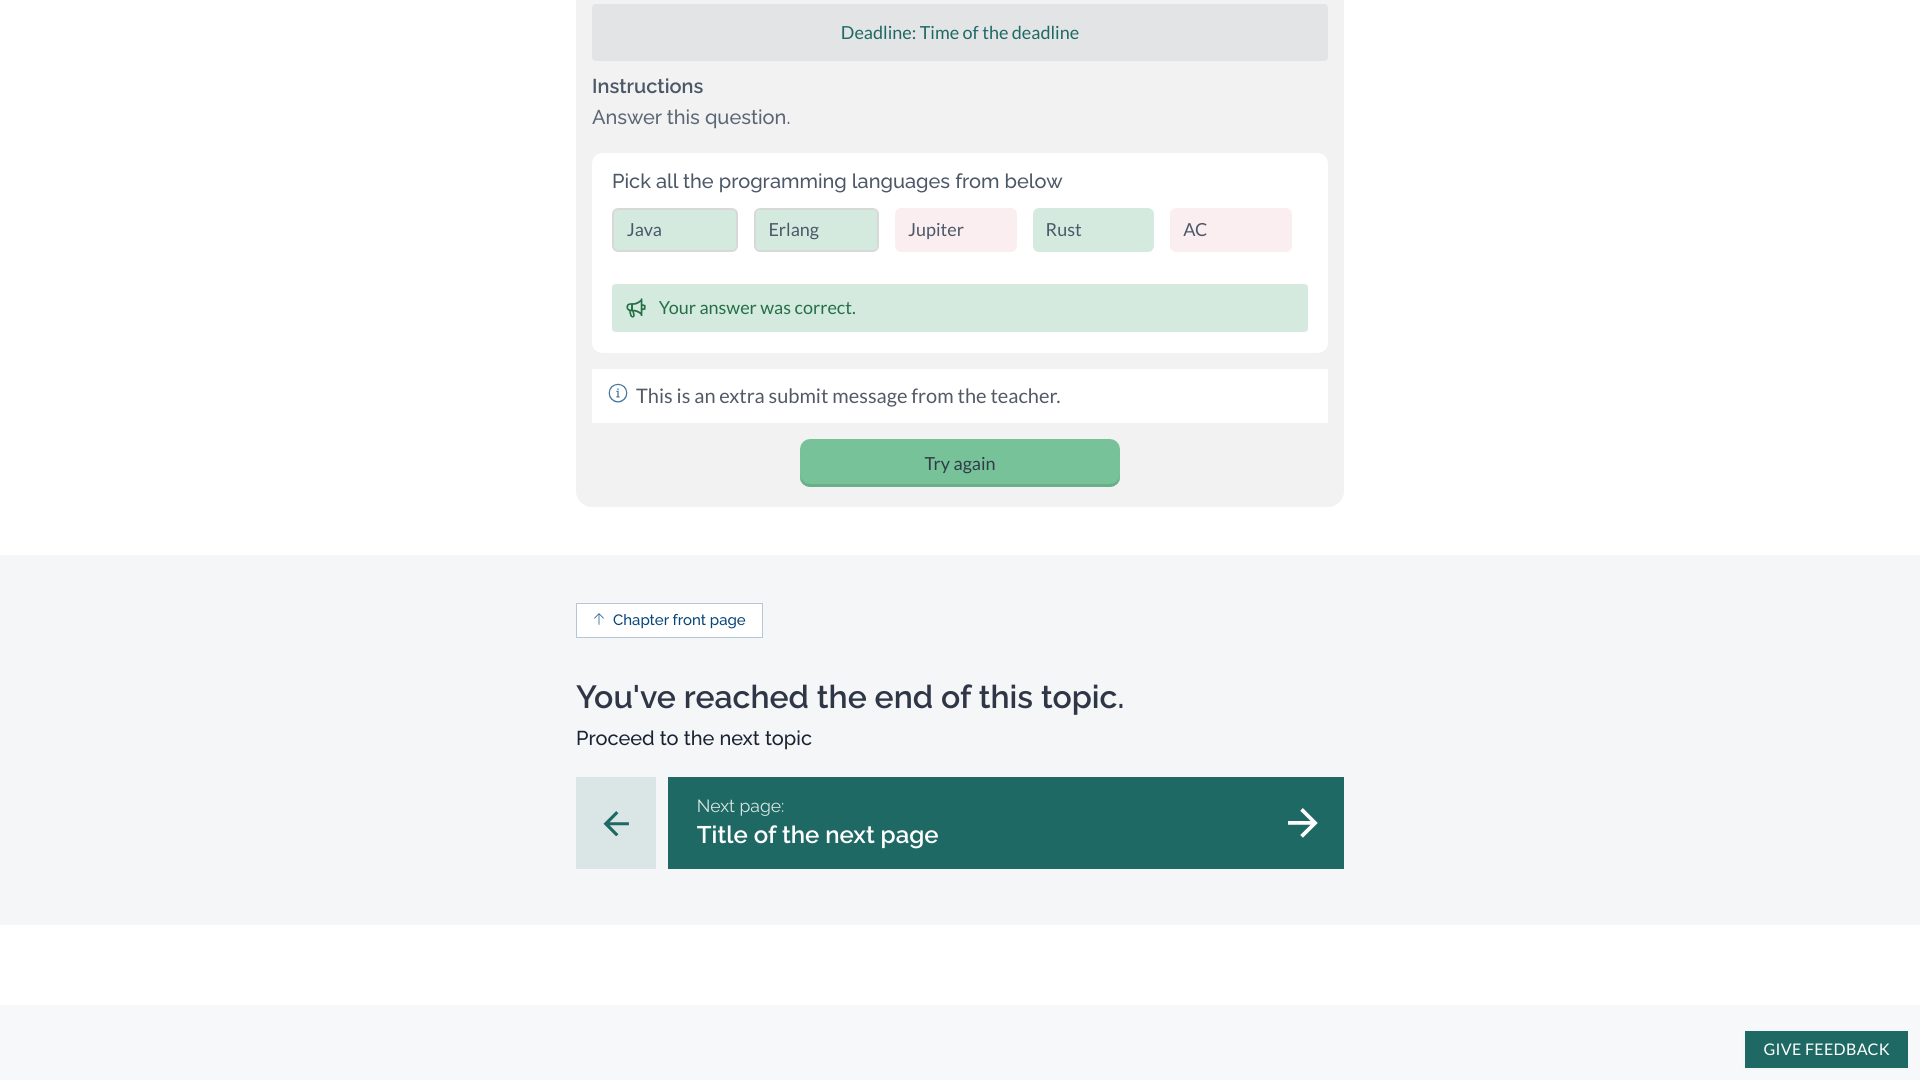 Deadline: Time of the deadline
Instructions
Answer this question.
Pick all the programming languages from below
Java
Erlang
Jupiter
Rust
AC
Your answer was correct.
This is an extra submit message from the teacher.
Try again
Chapter front page
You've reached the end of this topic.
Proceed to the next topic
Next page:
Title of the next page
GIVE FEEDBACK